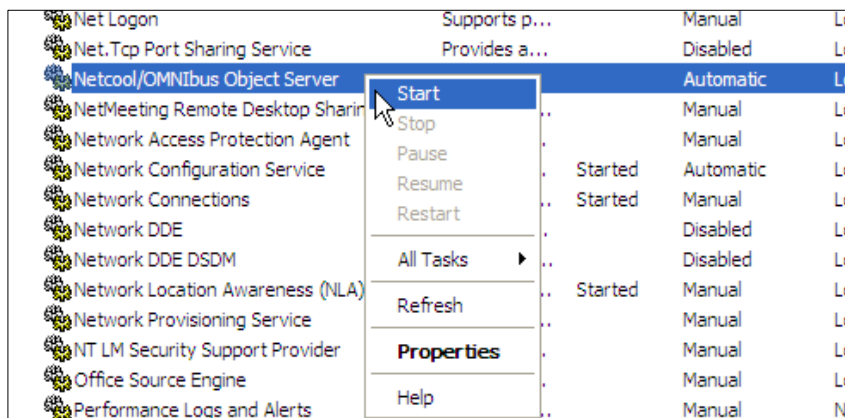 Net Logon Supports p... Manual L
Net.Tcp Port Sharing Service Provides a... Disabled L
Netcool/OMNIbus Object Server Automatic L
NetMeeting Remote Desktop Sharin .. Manual L
Network Access Protection Agent . Manual L
Network Configuration Service . Started Automatic L
Network Connections .. Started Manual L
Network DDE . Disabled L
Network DDE DSDM .. Disabled L
Network Location Awareness (NLA) .. Started Manual L
Network Provisioning Service .. Manual L
NT LM Security Support Provider . Manual L
Office Source Engine . Manual L
Performance Logs and Alerts .. Manual N
Start
Stop
Pause
Resume
Restart
All Tasks
Refresh
Properties
Help